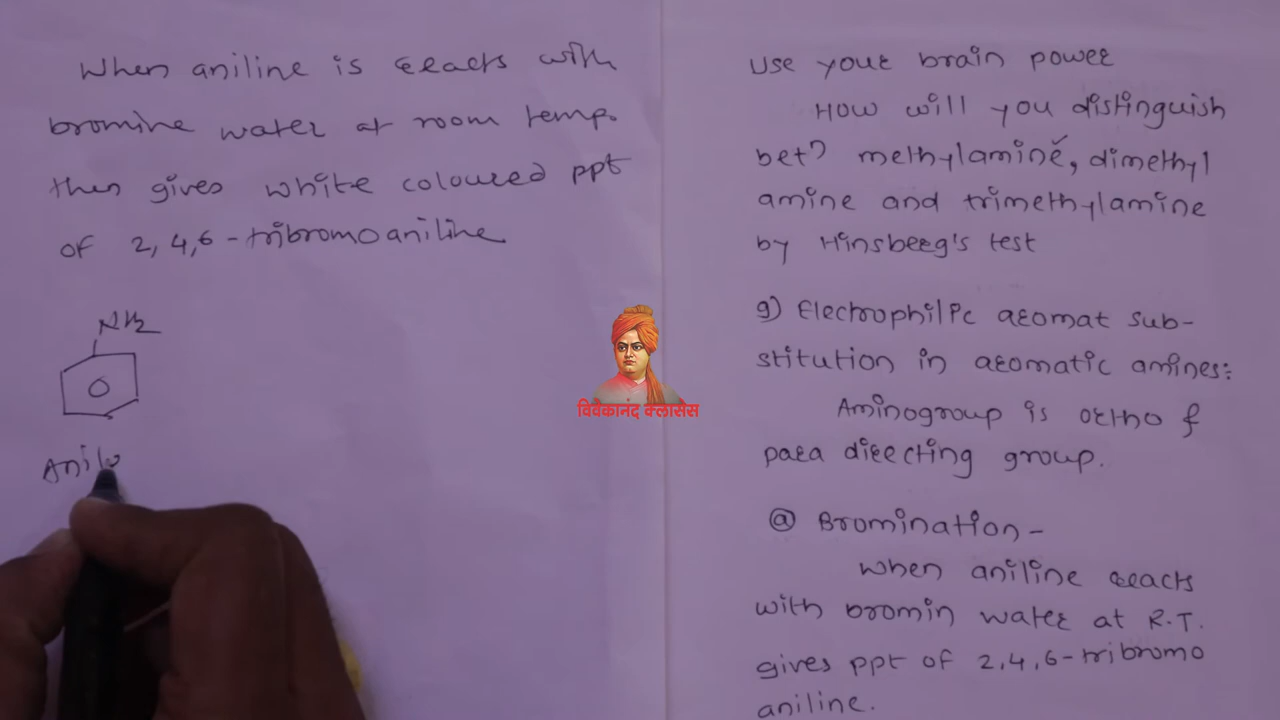 When aniline is reacts with
bromine water at room temp.
then gives white coloured ppt
of 2,4,6-tribromoaniline
NH2
Anil
विवेकानंद क्लासेस
Use your brain power
How will you distinguish
betn methylamine, dimethyl
amine and trimethylamine
by Hinsberg's test
9) Electrophilic aromat sub-
stitution in aromatic amines:
Aminogroup is ortho &
para directing group.
ⓐ Bromination-
When aniline reacts
with bromin water at R.T.
gives ppt of 2,4,6-tribromo
aniline.